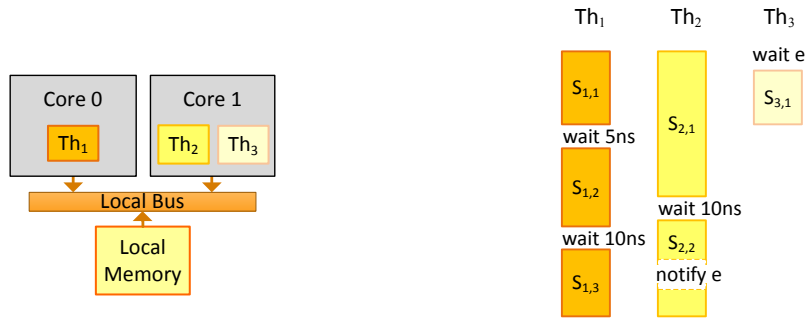 Core 0
Core 1
Th1
Th2
Th3
Local Bus
Local
Memory
Th1
Th2
Th3
wait e
S1,1
S2,1
S3,1
wait 5ns
S1,2
wait 10ns
wait 10ns
S2,2
notify e
S1,3